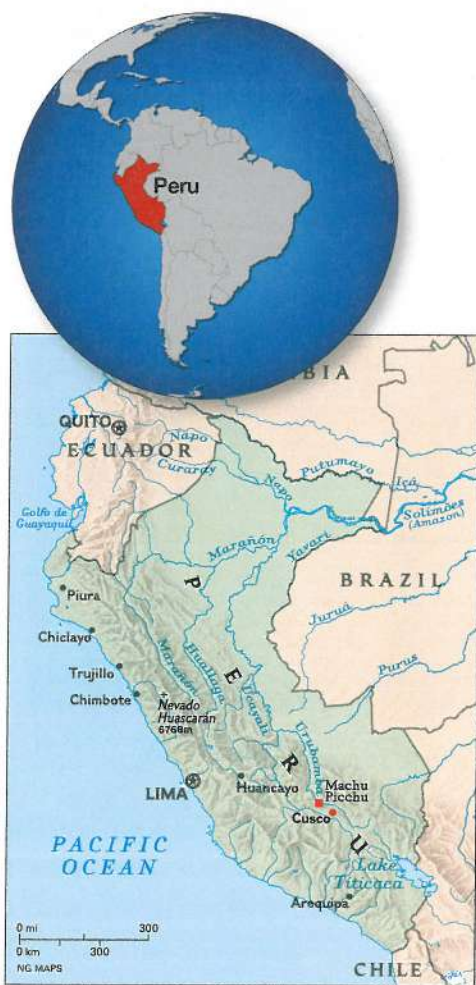 Peru
BIA
QUITO
ECUADOR
Napo
Curaray
Putumayo
Içá
Napo
Solimões
(Amazon)
Golfo de
Guayaquil
Marañón
Yavarí
BRAZIL
Piura
Juruá
Chiclayo
Purus
Trujillo
Chimbote
Marañón
Huallaga
Ucayali
Urubamba
Nevado
Huascarán
6768m
PERU
LIMA
Huancayo
Machu
Picchu
Cusco
PACIFIC
OCEAN
Lake
Titicaca
Arequipa
0 mi 300
0 km 300
NG MAPS
CHILE